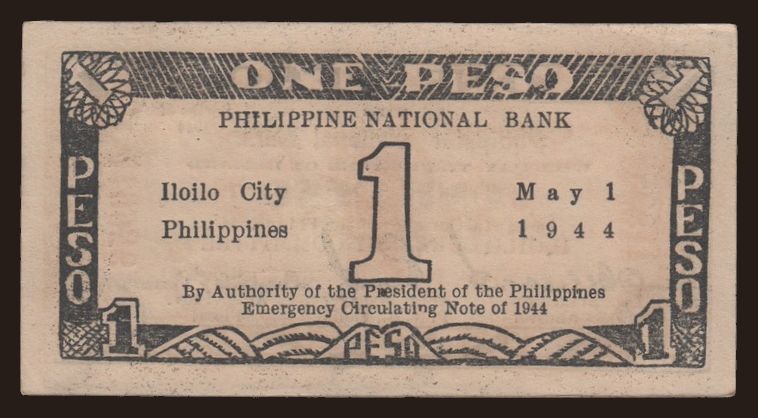 1 ONE PESO 1
PHILIPPINE NATIONAL BANK
PESO 1 PESO
Iloilo City May 1
Philippines 1944
By Authority of the President of the Philippines
Emergency Circulating Note of 1944
1 PESO 1